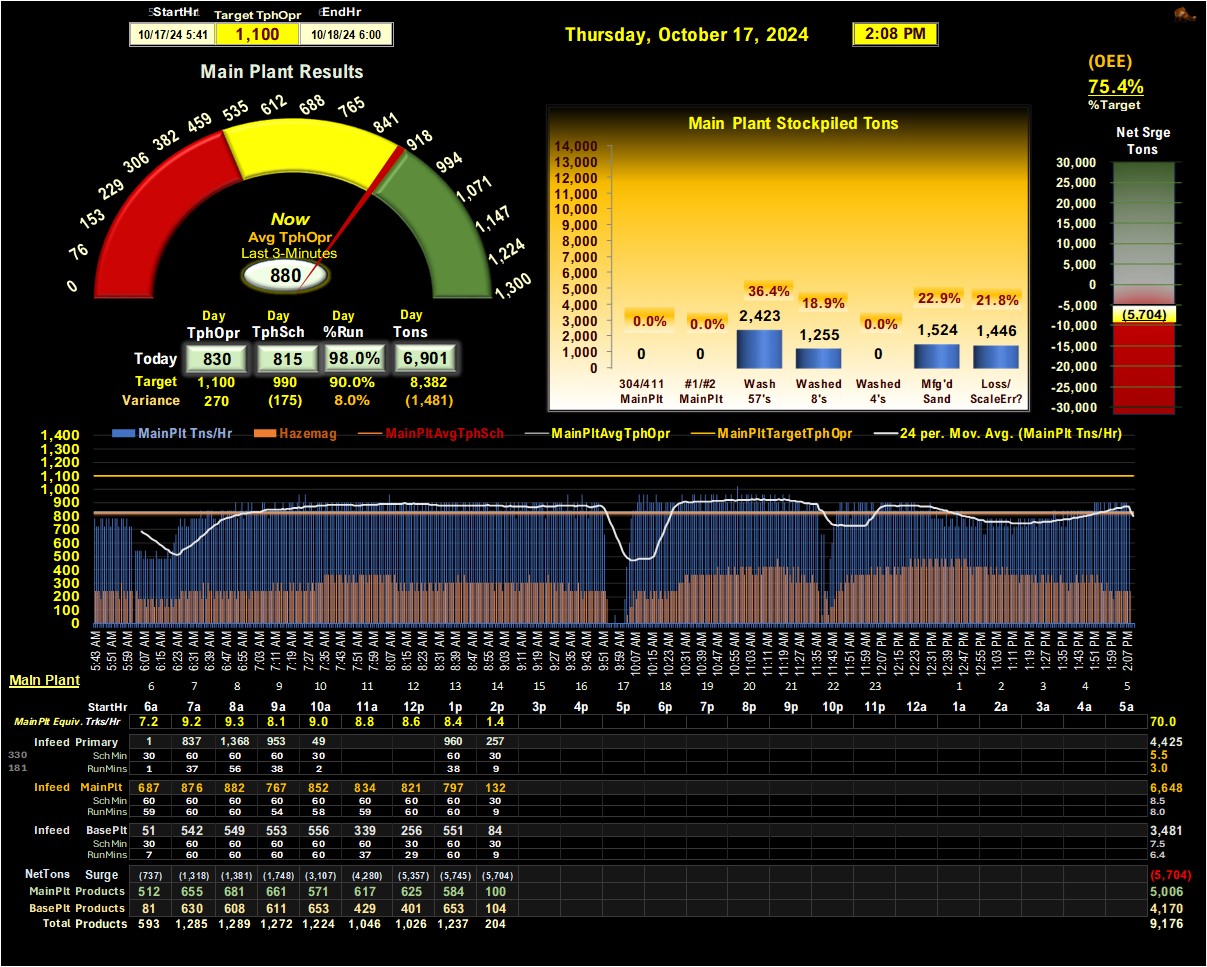 StartHr Target TphOpr EndHr
10/17/24 5:41 1,100 10/18/24 6:00
Thursday, October 17, 2024 2:08 PM
Main Plant Results
0 76 153 229 306 382 459 535 612 688 765 841 918 994 1,071 1,147 1,224 1,300
Now
Avg TphOpr
Last 3-Minutes
880
Day Day Day Day
TphOpr TphSch %Run Tons
Today 830 815 98.0% 6,901
Target 1,100 990 90.0% 8,382
Variance 270 (175) 8.0% (1,481)
Main Plant Stockpiled Tons
14,000
13,000
12,000
11,000
10,000
9,000
8,000
7,000
6,000
5,000
4,000
3,000
2,000
1,000
0
0.0% 0.0% 36.4% 18.9% 0.0% 22.9% 21.8%
0 0 2,423 1,255 0 1,524 1,446
304/411 #1/#2 Wash Washed Washed Mfg'd Loss/
MainPlt MainPlt 57's 8's 4's Sand ScaleErr?
(OEE)
75.4%
%Target
Net Srge
Tons
30,000
25,000
20,000
15,000
10,000
5,000
0
-5,000
(5,704)
-10,000
-15,000
-20,000
-25,000
-30,000
MainPlt Tns/Hr Hazemag MainPltAvgTphSch MainPltAvgTphOpr MainPltTargetTphOpr 24 per. Mov. Avg. (MainPlt Tns/Hr)
1,400
1,300
1,200
1,100
1,000
900
800
700
600
500
400
300
200
100
0
5:43 AM 5:51 AM 5:59 AM 6:07 AM 6:15 AM 6:23 AM 6:31 AM 6:39 AM 6:47 AM 6:55 AM 7:03 AM 7:11 AM 7:19 AM 7:27 AM 7:35 AM 7:43 AM 7:51 AM 7:59 AM 8:07 AM 8:15 AM 8:23 AM 8:31 AM 8:39 AM 8:47 AM 8:55 AM 9:03 AM 9:11 AM 9:19 AM 9:27 AM 9:35 AM 9:43 AM 9:51 AM 9:59 AM 10:07 AM 10:15 AM 10:23 AM 10:31 AM 10:39 AM 10:47 AM 10:55 AM 11:03 AM 11:11 AM 11:19 AM 11:27 AM 11:35 AM 11:43 AM 11:51 AM 11:59 AM 12:07 PM 12:15 PM 12:23 PM 12:31 PM 12:39 PM 12:47 PM 12:55 PM 1:03 PM 1:11 PM 1:19 PM 1:27 PM 1:35 PM 1:43 PM 1:51 PM 1:59 PM 2:07 PM
Main Plant 6 7 8 9 10 11 12 13 14 15 16 17 18 19 20 21 22 23 1 2 3 4 5
StartHr 6a 7a 8a 9a 10a 11a 12p 1p 2p 3p 4p 5p 6p 7p 8p 9p 10p 11p 12a 1a 2a 3a 4a 5a
MainPlt Equiv. Trks/Hr 7.2 9.2 9.3 8.1 9.0 8.8 8.6 8.4 1.4 70.0
Infeed Primary 1 837 1,368 953 49 960 257 4,425
330 Sch Min 30 60 60 60 30 60 30 5.5
181 RunMins 1 37 56 38 2 38 9 3.0
Infeed MainPlt 687 876 882 767 852 834 821 797 132 6,648
Sch Min 60 60 60 60 60 60 60 60 30 8.5
RunMins 59 60 60 54 58 59 60 60 9 8.0
Infeed BasePlt 51 542 549 553 556 339 256 551 84 3,481
Sch Min 30 60 60 60 60 60 30 60 30 7.5
RunMins 7 60 60 60 60 37 29 60 9 6.4
NetTons Surge (737) (1,318) (1,381) (1,748) (3,107) (4,280) (5,357) (5,745) (5,704) (5,704)
MainPlt Products 512 655 681 661 571 617 625 584 100 5,006
BasePlt Products 81 630 608 611 653 429 401 653 104 4,170
Total Products 593 1,285 1,289 1,272 1,224 1,046 1,026 1,237 204 9,176